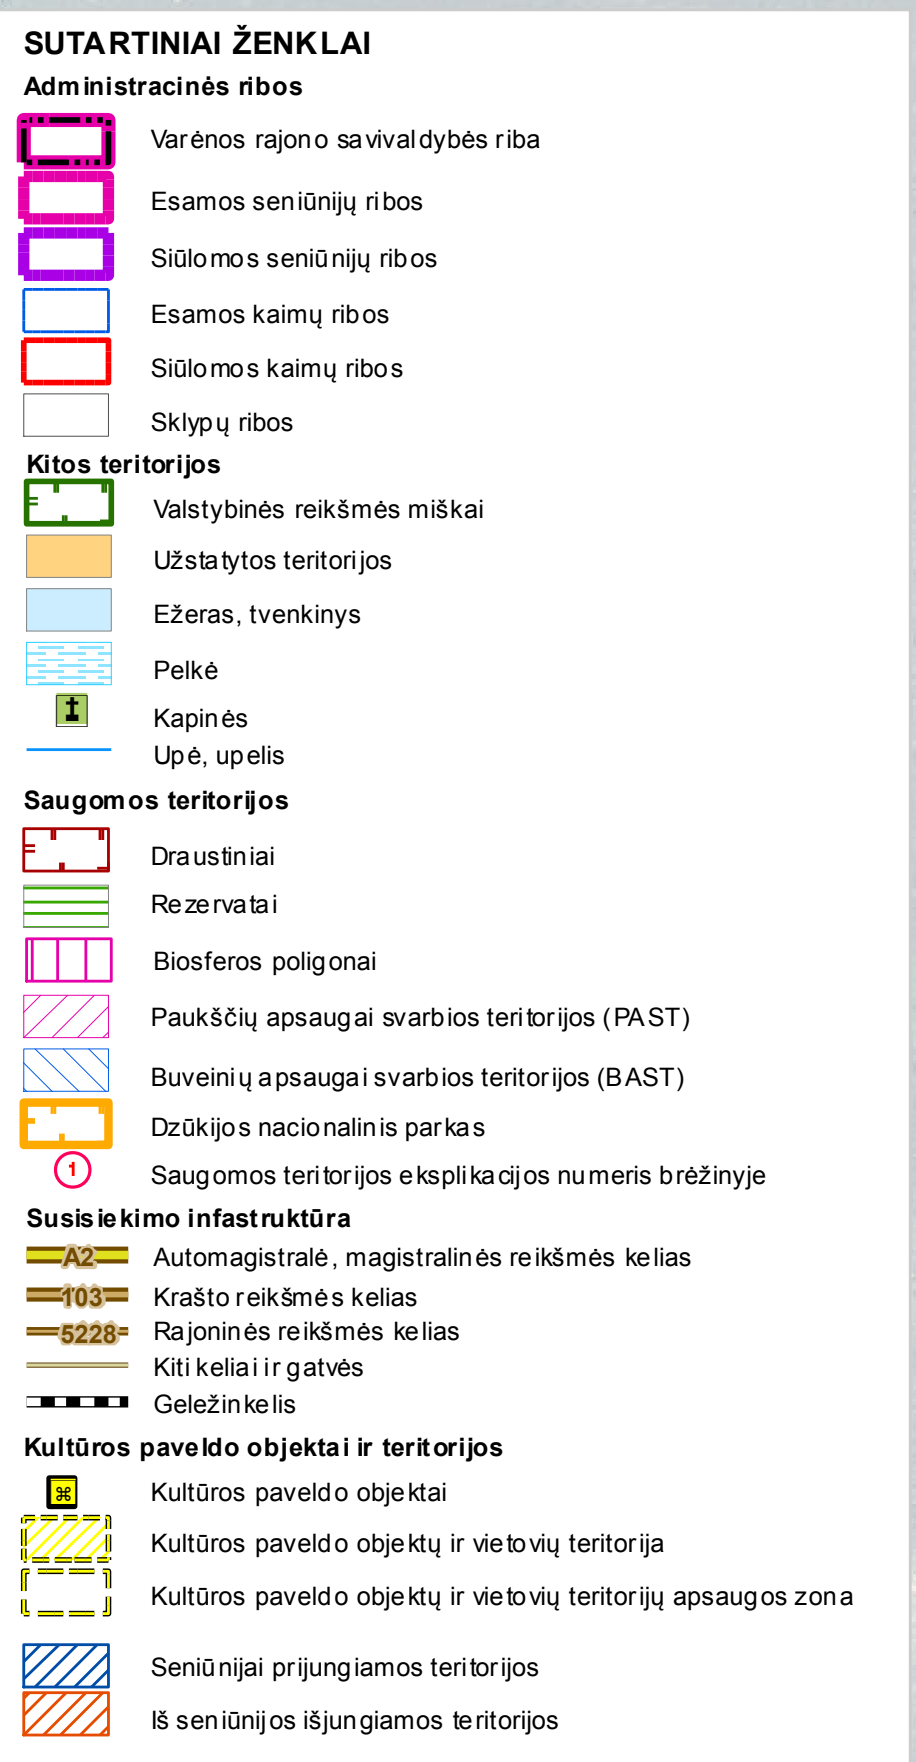 SUTARTINIAI ŽENKLAI
Administracinės ribos
Varėnos rajono savivaldybės riba
Esamos seniūnijų ribos
Siūlomos seniūnijų ribos
Esamos kaimų ribos
Siūlomos kaimų ribos
Sklypų ribos
Kitos teritorijos
Valstybinės reikšmės miškai
Užstatytos teritorijos
Ežeras, tvenkinys
Pelkė
Kapinės
Upė, upelis
Saugomos teritorijos
Draustiniai
Rezervatai
Biosferos poligonai
Paukščių apsaugai svarbios teritorijos (PAST)
Buveinių apsaugai svarbios teritorijos (BAST)
Dzūkijos nacionalinis parkas
1 Saugomos teritorijos eksplikacijos numeris brėžinyje
Susisiekimo infastruktūra
A2 Automagistralė, magistralinės reikšmės kelias
103 Krašto reikšmės kelias
5228 Rajoninės reikšmės kelias
Kiti keliai ir gatvės
Geležinkelis
Kultūros paveldo objektai ir teritorijos
Kultūros paveldo objektai
Kultūros paveldo objektų ir vietovių teritorija
Kultūros paveldo objektų ir vietovių teritorijų apsaugos zona
Seniūnijai prijungiamos teritorijos
Iš seniūnijos išjungiamos teritorijos